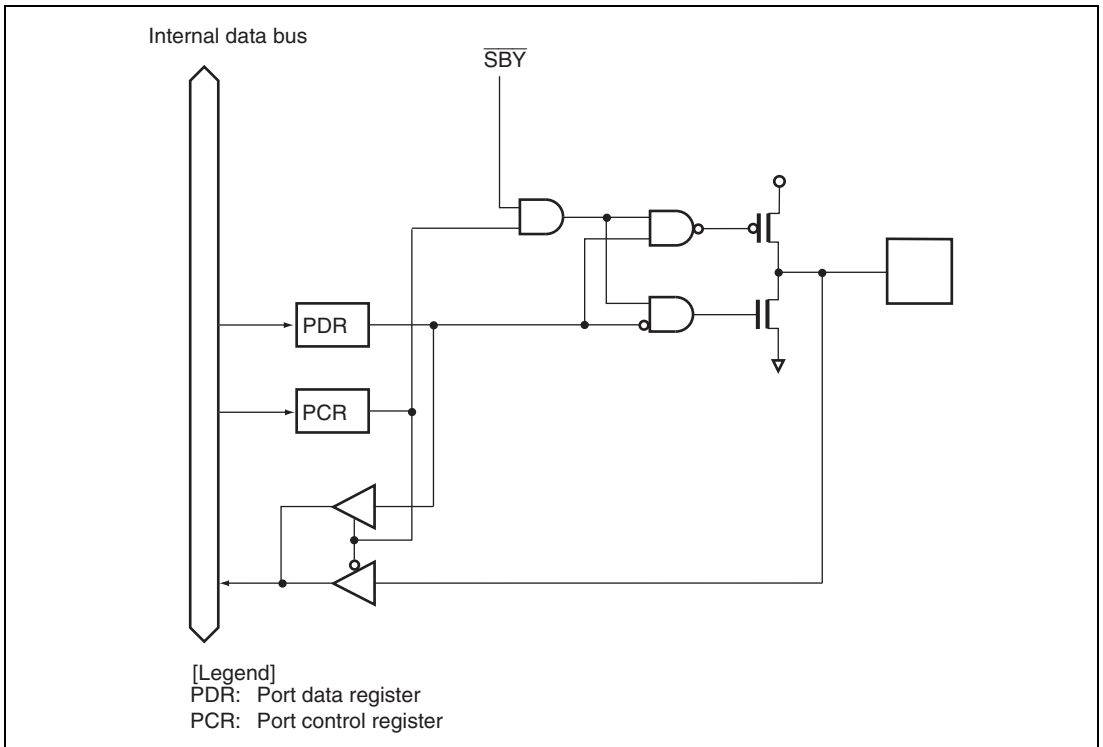 Internal data bus
SBY
PDR
PCR
[Legend]
PDR: Port data register
PCR: Port control register